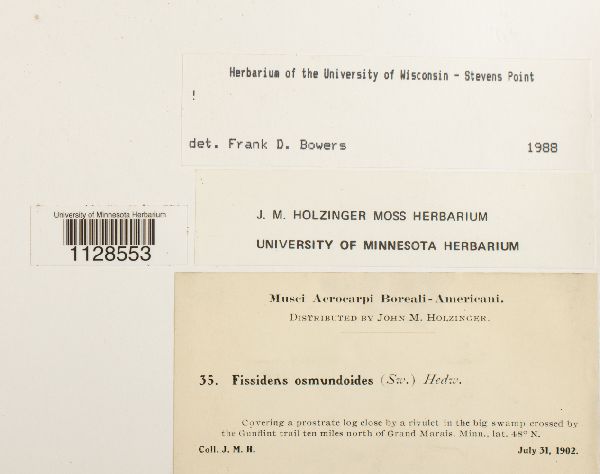 Herbarium of the University of Wisconsin - Stevens Point
!
det. Frank D. Bowers 1988
J. M. HOLZINGER MOSS HERBARIUM
UNIVERSITY OF MINNESOTA HERBARIUM
University of Minnesota Herbarium
1128553
Musci Acrocarpi Boreali-Americani.
DISTRIBUTED BY JOHN M. HOLZINGER.
35. Fissidens osmundoides (Sw.) Hedw.
Covering a prostrate log close by a rivulet in the big swamp crossed by
the Gunflint trail ten miles north of Grand Marais, Minn., lat. 48° N.
Coll. J. M. H. July 31, 1902.